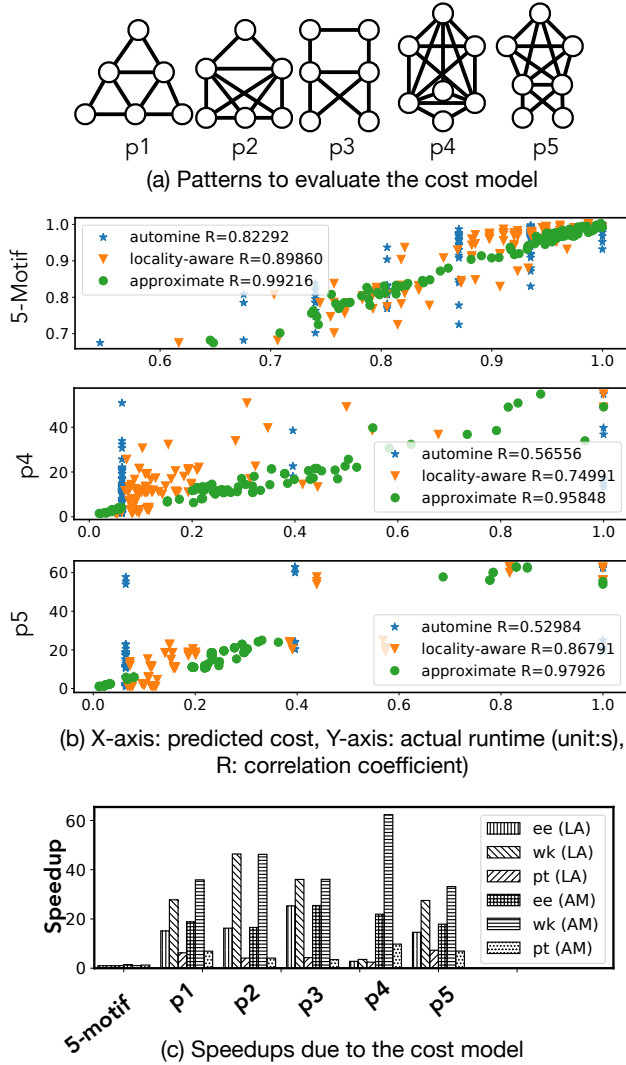 p1 p2 p3 p4 p5
(a) Patterns to evaluate the cost model
5-Motif
1.0
0.9
0.8
0.7
automine R=0.82292
locality-aware R=0.89860
approximate R=0.99216
0.6 0.7 0.8 0.9 1.0
p4
40
20
0
automine R=0.56556
locality-aware R=0.74991
approximate R=0.95848
0.0 0.2 0.4 0.6 0.8 1.0
p5
60
40
20
0
automine R=0.52984
locality-aware R=0.86791
approximate R=0.97926
0.0 0.2 0.4 0.6 0.8 1.0
(b) X-axis: predicted cost, Y-axis: actual runtime (unit:s),
R: correlation coefficient)
Speedup
60
40
20
0
ee (LA)
wk (LA)
pt (LA)
ee (AM)
wk (AM)
pt (AM)
5-motif p1 p2 p3 p4 p5
(c) Speedups due to the cost model